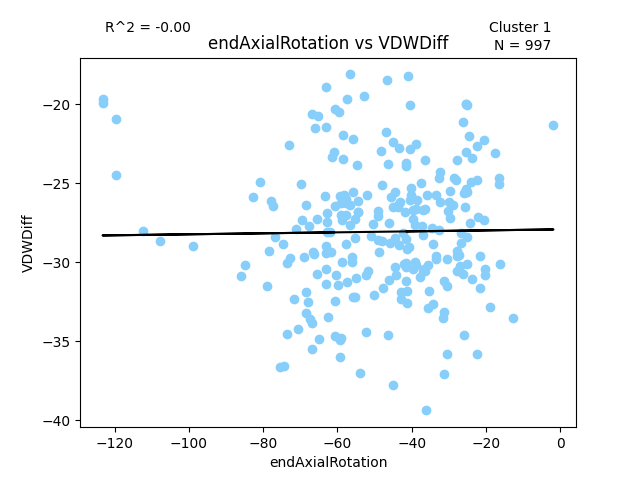 R^2 = -0.00
Cluster 1
N = 997
endAxialRotation vs VDWDiff
VDWDiff
−20
−25
−30
−35
−40
−120
−100
−80
−60
−40
−20
0
endAxialRotation